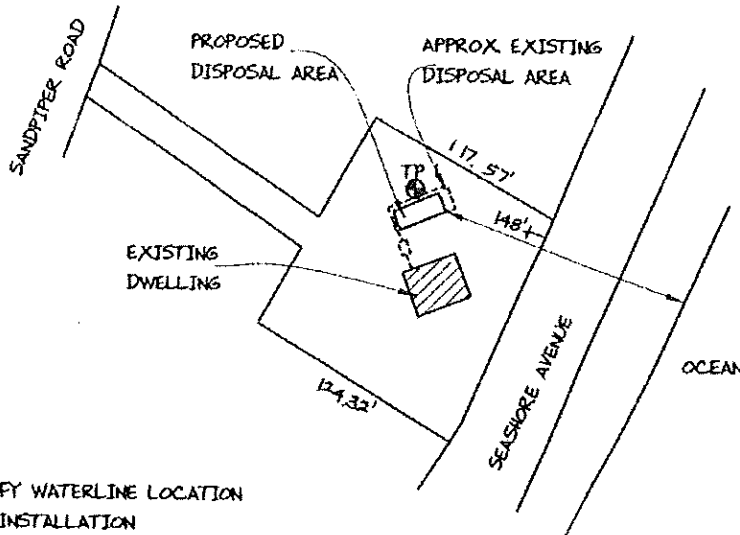 PROPOSED
DISPOSAL AREA
APPROX. EXISTING
DISPOSAL AREA
SANDPIPER ROAD
117.57'
TP 1
148'±
EXISTING
DWELLING
124.32'
SEASHORE AVENUE
OCEAN
FY WATERLINE LOCATION
INSTALLATION